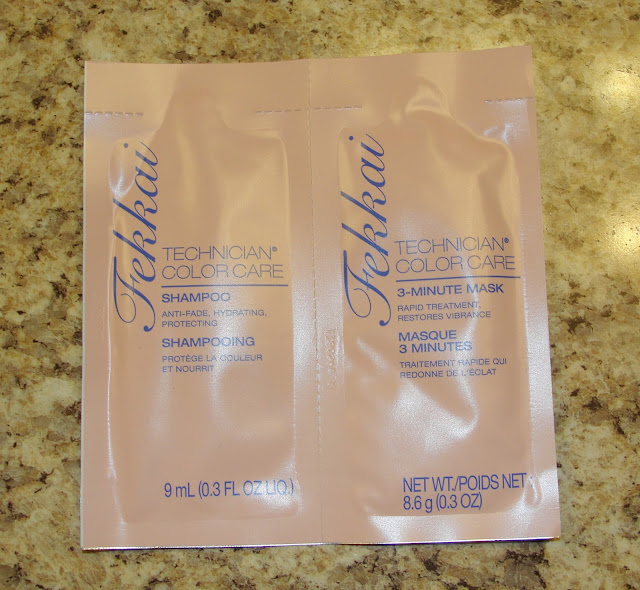 Fekkai
TECHNICIAN®
COLOR CARE
SHAMPOO
ANTI-FADE, HYDRATING,
PROTECTING
SHAMPOOING
PROTÈGE LA COULEUR
ET NOURRIT
9 mL (0.3 FL OZ LIQ.)
Fekkai
TECHNICIAN®
COLOR CARE
3-MINUTE MASK
RAPID TREATMENT,
RESTORES VIBRANCE
MASQUE
3 MINUTES
TRAITEMENT RAPIDE QUI
REDONNE DE L'ÉCLAT
NET WT./POIDS NET
8.6 g (0.3 OZ)